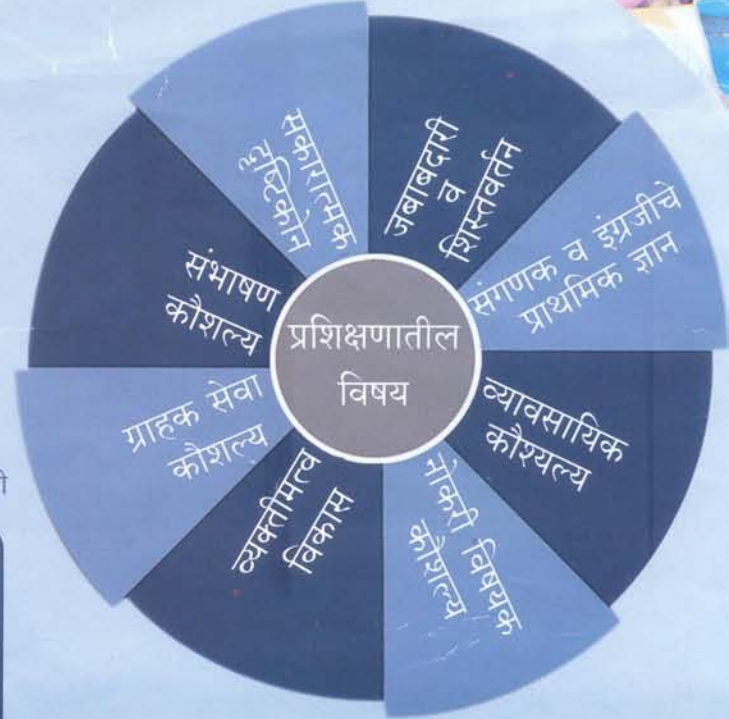 प्रशिक्षणातील
विषय
जबाबदारी
व
शिस्तवर्तन
संगणक व इंग्रजीचे
प्राथमिक ज्ञान
व्यावसायिक
कौश्यल्य
नोकरी विषयक
कौशल्य
व्यक्तीमत्व
विकास
ग्राहक सेवा
कौशल्य
संभाषण
कौशल्य
सकारात्मक
दृष्टिकोन